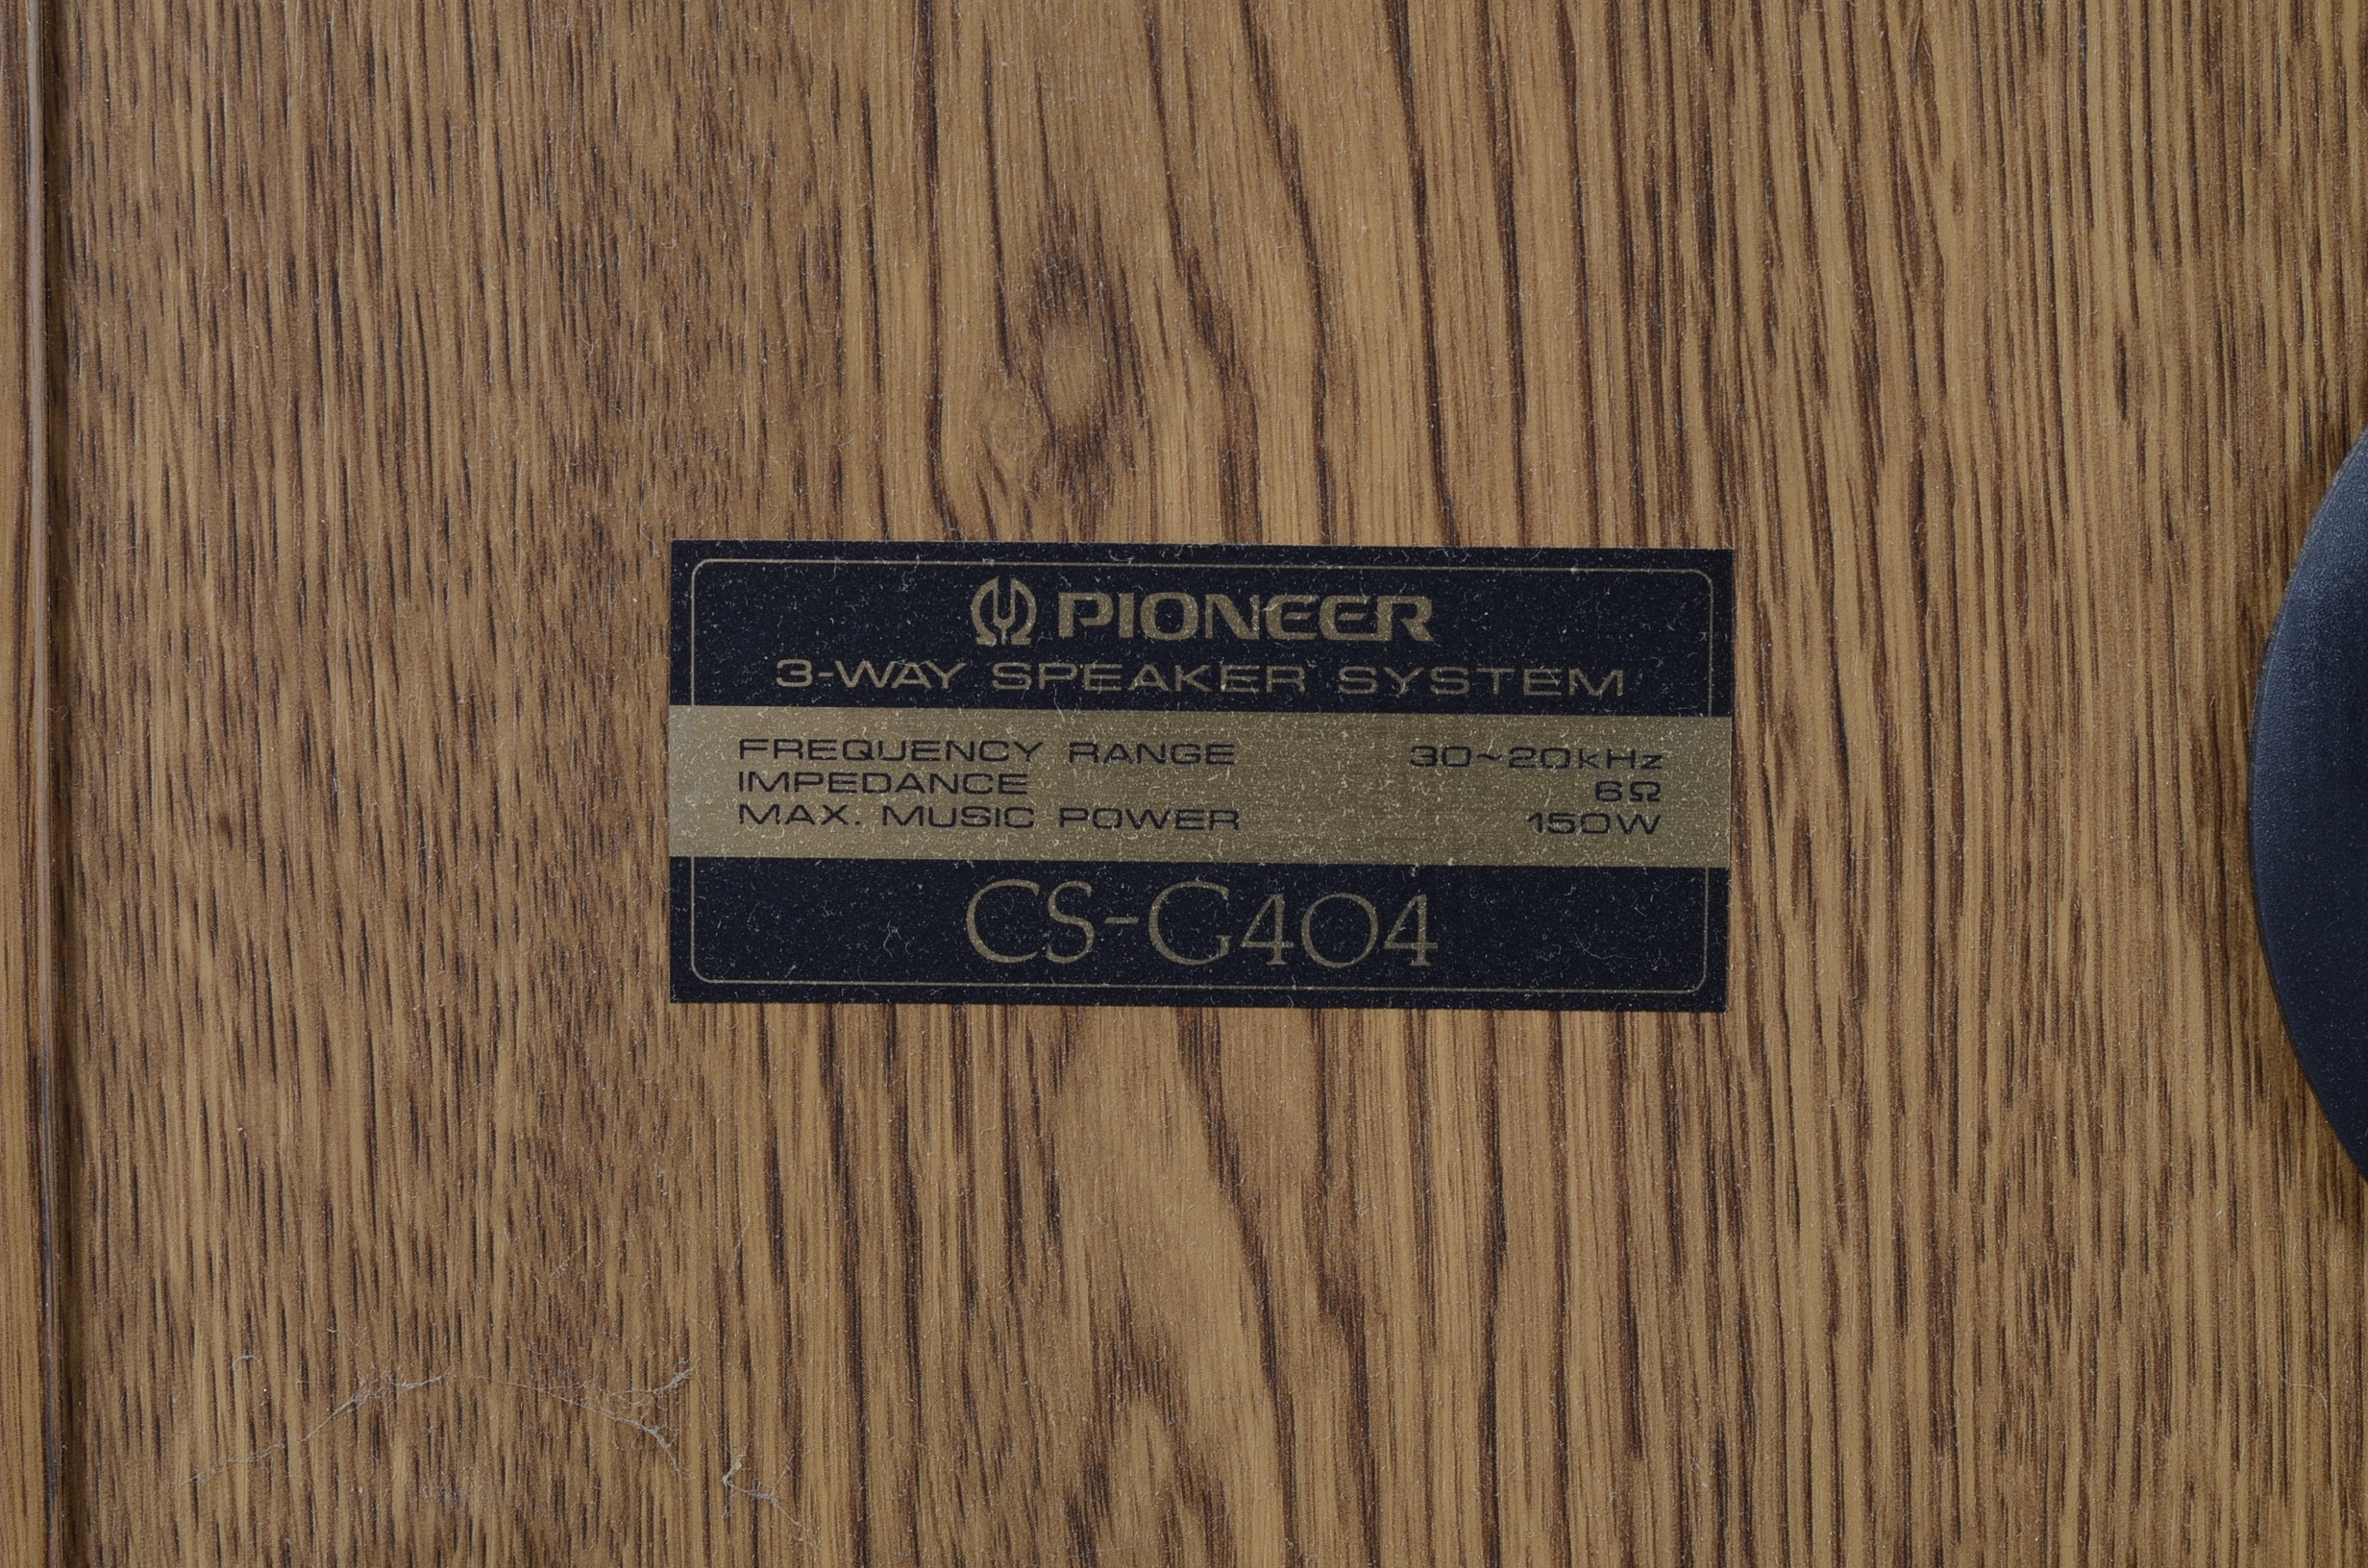 PIONEER
3-WAY SPEAKER SYSTEM
FREQUENCY RANGE 30~20kHz
IMPEDANCE 6Ω
MAX. MUSIC POWER 150W
CS-G404